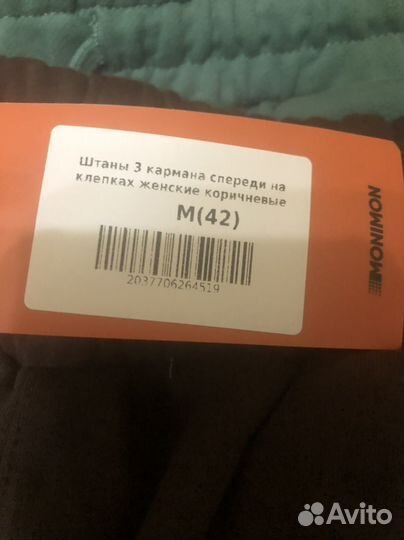 Штаны 3 кармана спереди на
клепках женские коричневые
M(42)
2037706264519
MONIMON
Avito